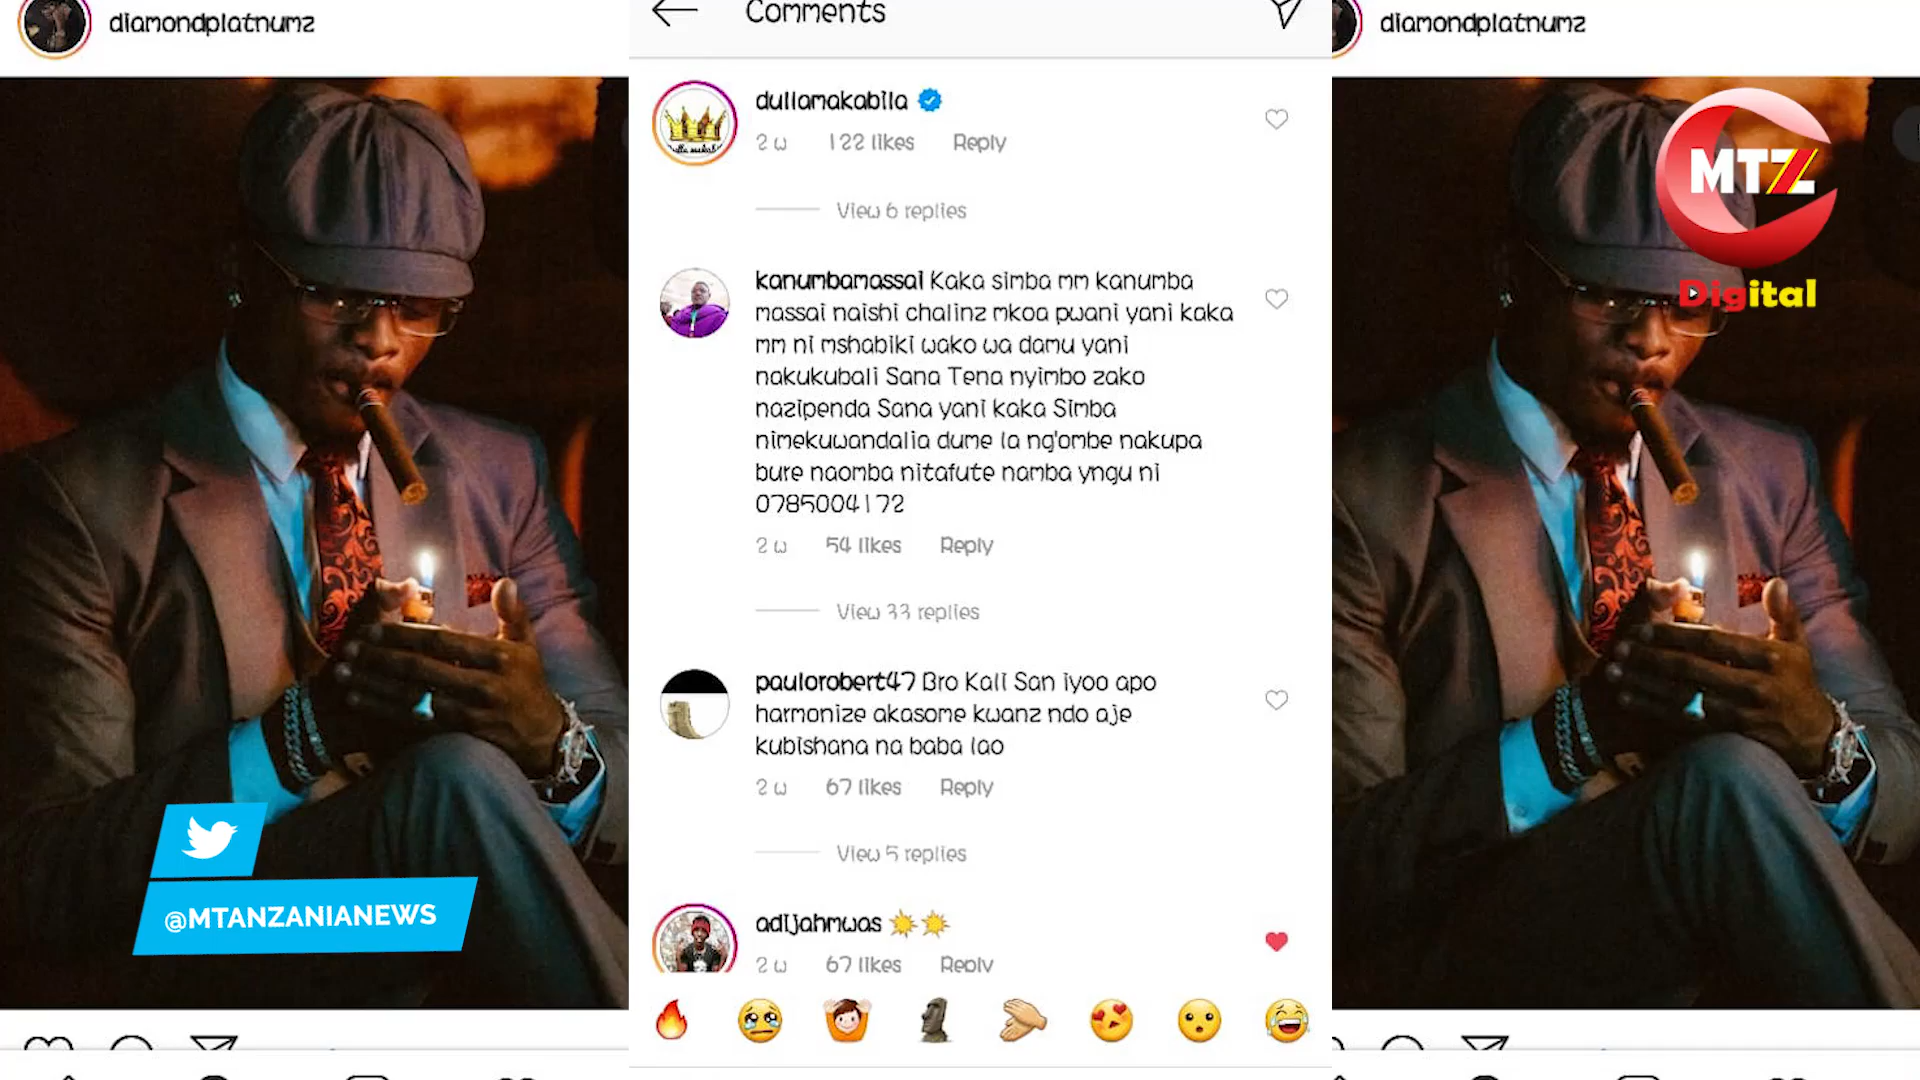 diamondplatnumz
Comments
diamondplatnumz
dullamakabila
2 w 122 likes Reply
View 6 replies
kanumbamassai Kaka simba mm kanumba
massai naishi chalinz mkoa pwani yani kaka
mm ni mshabiki wako wa damu yani
nakukubali Sana Tena nyimbo zako
nazipenda Sana yani kaka Simba
nimekuwandalia dume la ng'ombe nakupa
bure naomba nitafute namba yngu ni
0785004172
2 w 54 likes Reply
View 33 replies
paulorobert47 Bro Kali San iyoo apo
harmonize akasome kwanz ndo aje
kubishana na baba lao
2 w 67 likes Reply
View 5 replies
adijahmwas 💥💥
2 w 67 likes Reply
@MTANZANIANEWS
MTZ
Digital